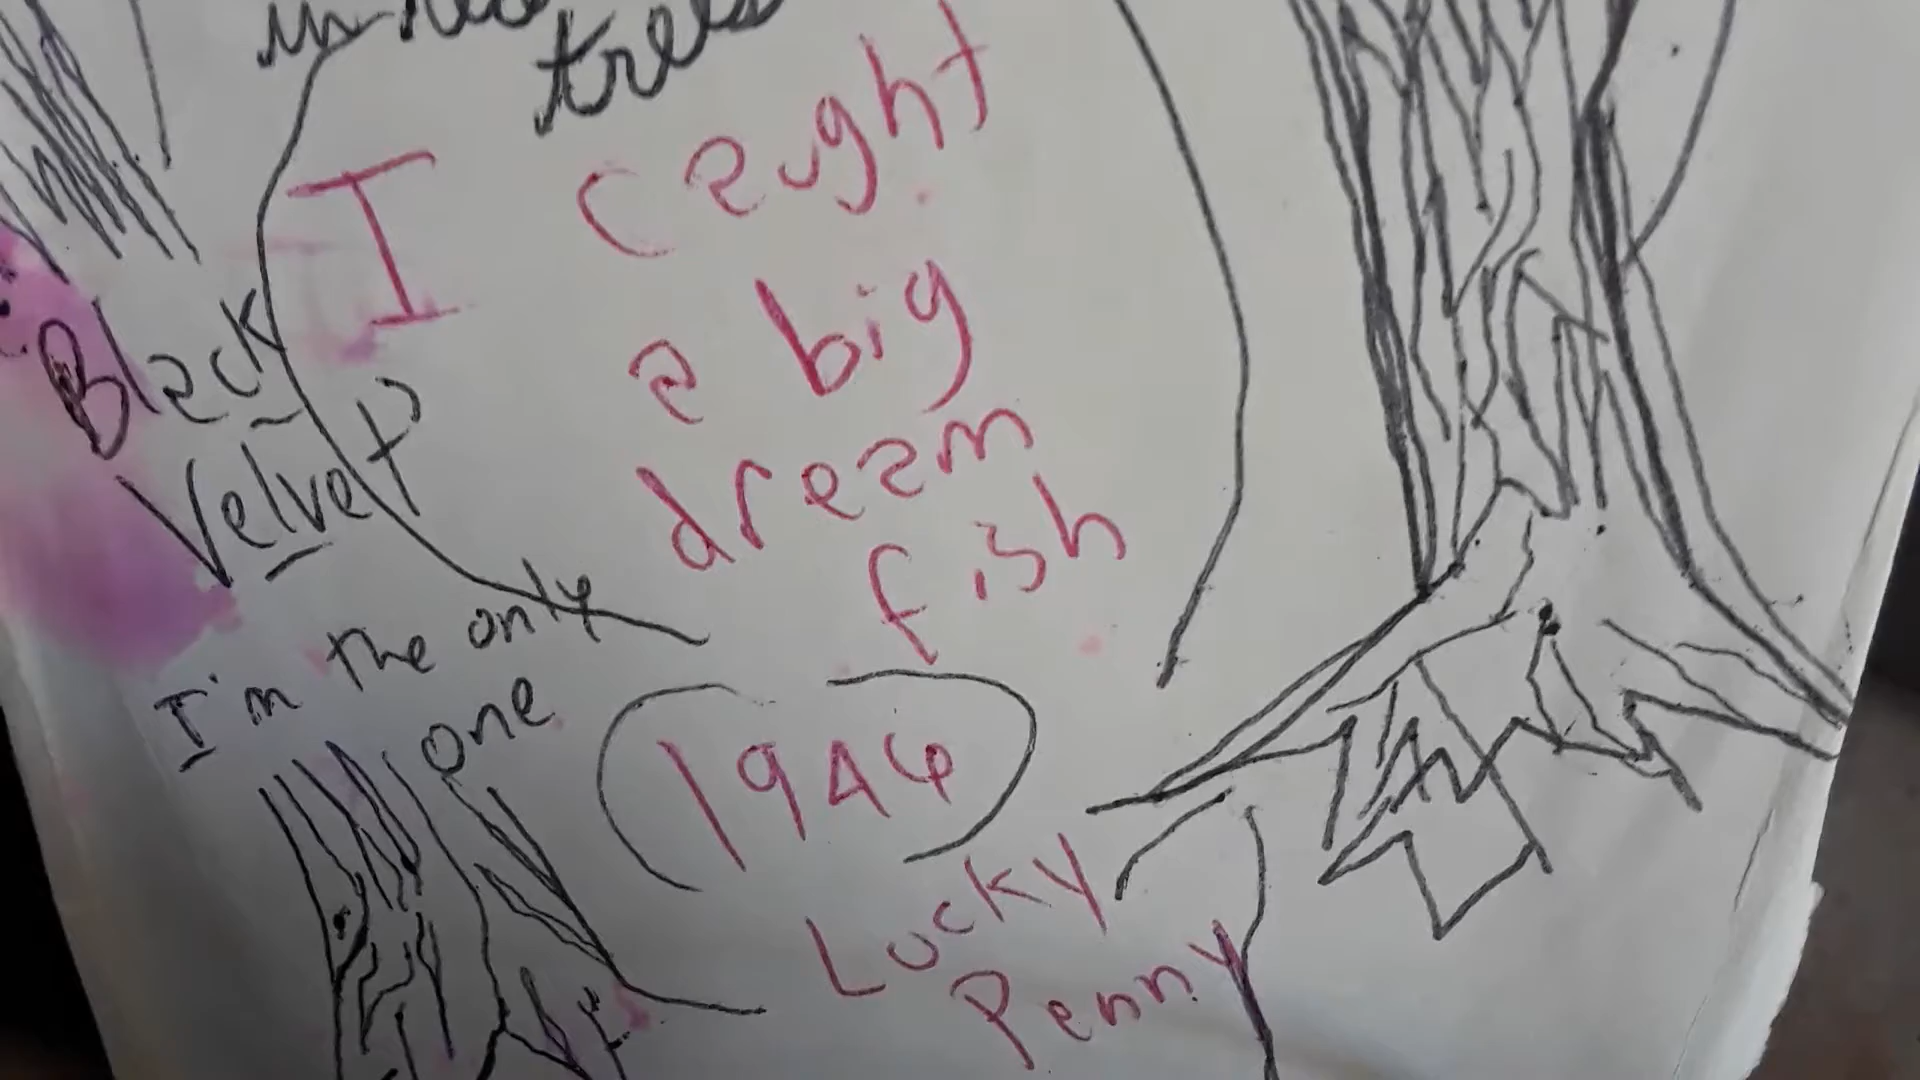 trees
I caught
a big
dream
fish
Black
Velvet
I'm the only
one
1946
Lucky
Penny